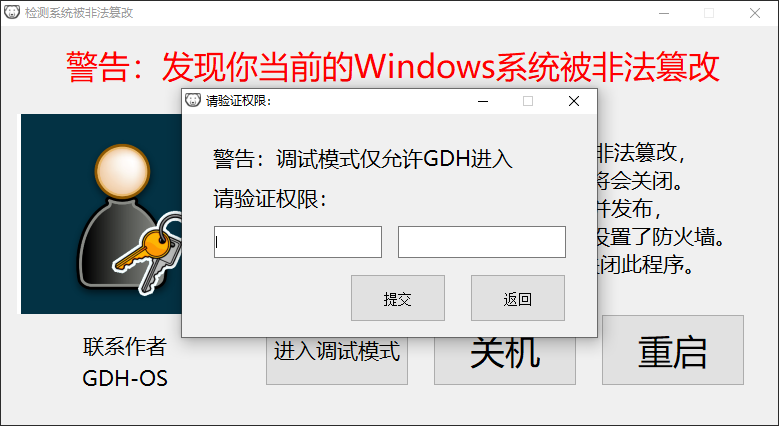 检测系统被非法篡改
警告：发现你当前的Windows系统被非法篡改
请验证权限：
警告：调试模式仅允许GDH进入
请验证权限：
提交
返回
非法篡改，
将会关闭。
并发布，
设置了防火墙。
关闭此程序。
联系作者
GDH-OS
进入调试模式
关机
重启